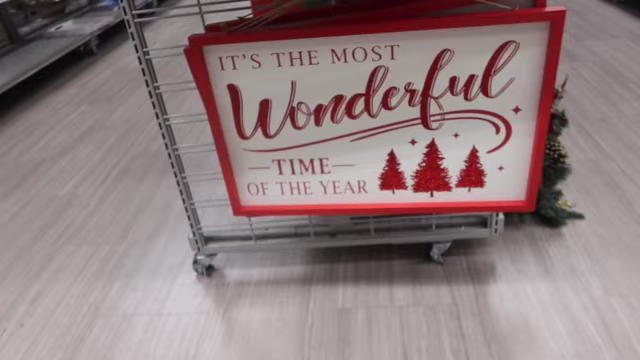 IT'S THE MOST
Wonderful
—TIME—
OF THE YEAR